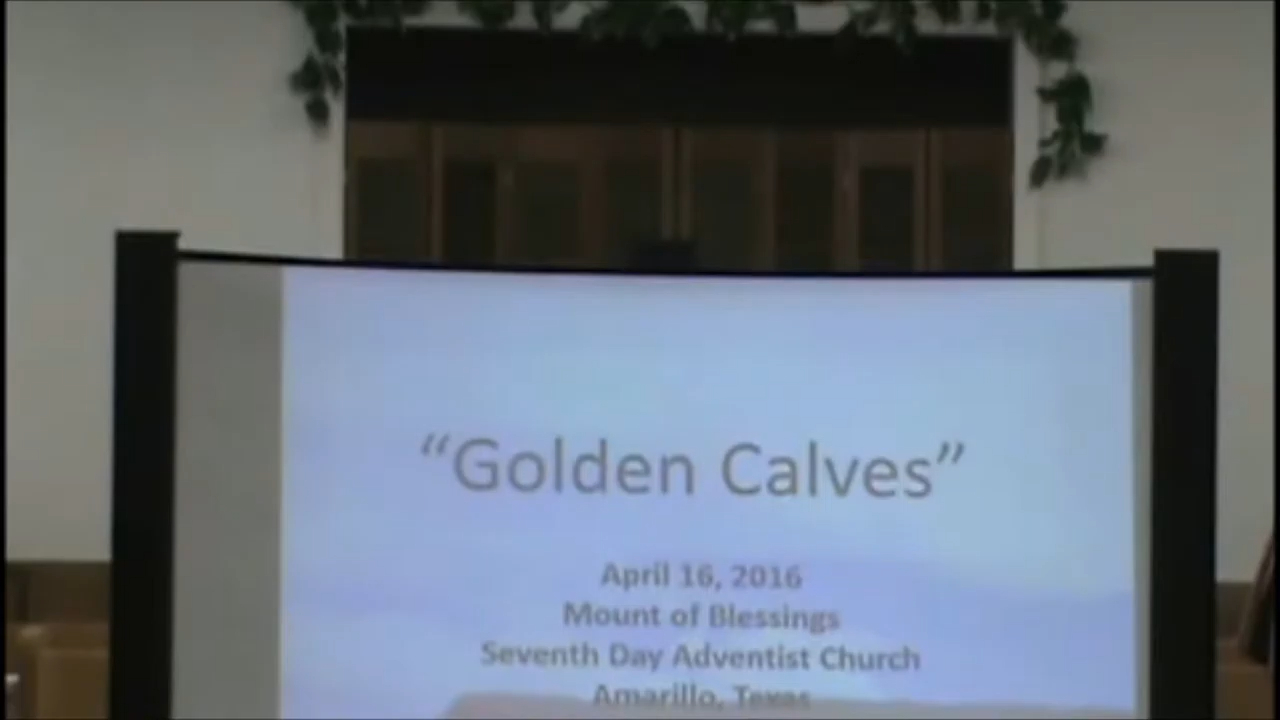 “Golden Calves”
April 16, 2016
Mount of Blessings
Seventh Day Adventist Church
Amarillo, Texas